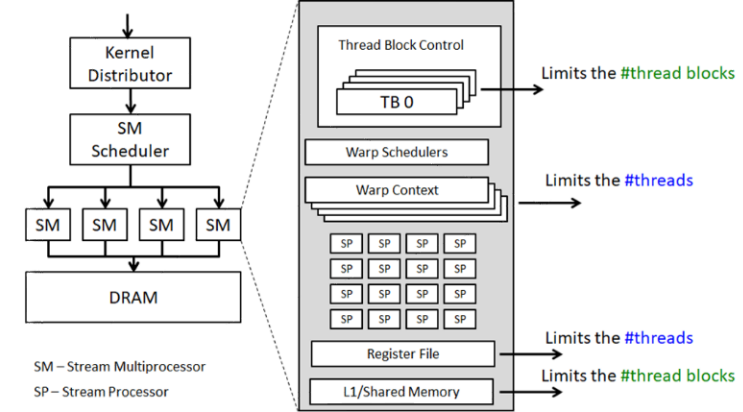 Kernel
Distributor
SM
Scheduler
SM SM SM SM
DRAM
SM – Stream Multiprocessor
SP – Stream Processor
Thread Block Control
TB 0
Limits the #thread blocks
Warp Schedulers
Warp Context
Limits the #threads
SP SP SP SP
SP SP SP SP
SP SP SP SP
SP SP SP SP
Register File
Limits the #threads
L1/Shared Memory
Limits the #thread blocks